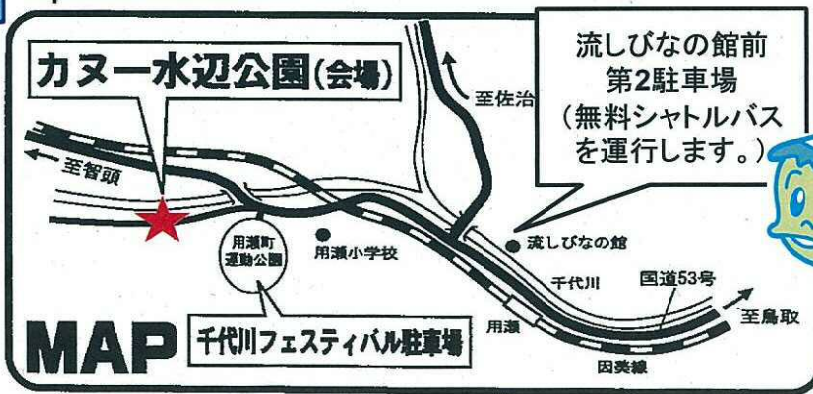 カヌー水辺公園(会場)
流しびなの館前
第2駐車場
(無料シャトルバス
を運行します。)
至佐治
至智頭
用瀬町
運動公園
用瀬小学校
流しびなの館
千代川
国道53号
至鳥取
用瀬
因美線
千代川フェスティバル駐車場
MAP